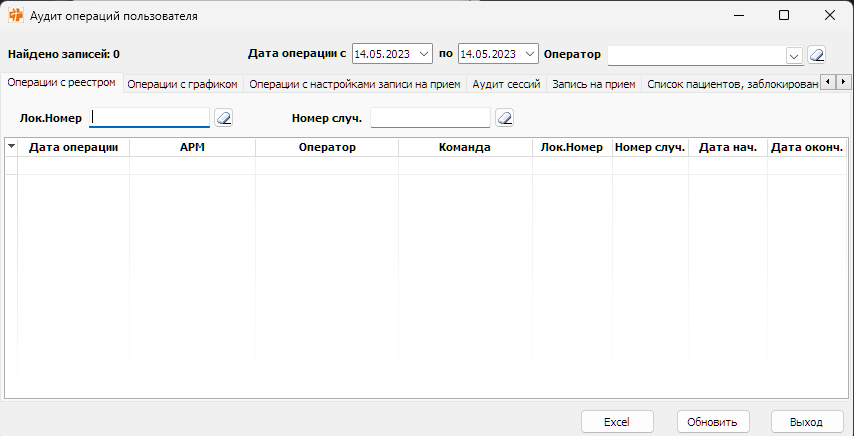 Аудит операций пользователя
Найдено записей: 0 Дата операции с 14.05.2023 по 14.05.2023 Оператор
Операции с реестром Операции с графиком Операции с настройками записи на прием Аудит сессий Запись на прием Список пациентов, заблокирован
Лок.Номер Номер случ.
Дата операции АРМ Оператор Команда Лок.Номер Номер случ. Дата нач. Дата оконч.
Excel Обновить Выход